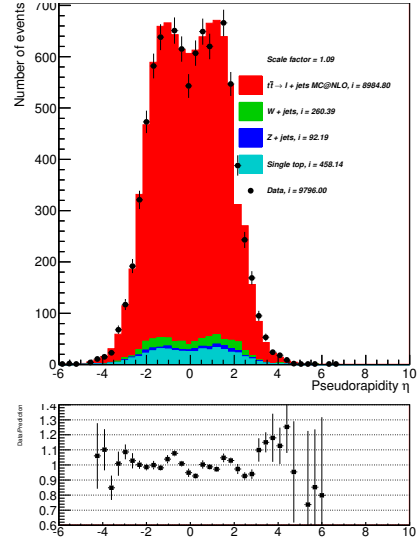 Number of events
700
600
500
400
300
200
100
0
Scale factor = 1.09
tt̄ → l + jets MC@NLO, i = 8984.80
W + jets, i = 260.39
Z + jets, i = 92.19
Single top, i = 458.14
Data, i = 9796.00
-6 -4 -2 0 2 4 6 8 10
Pseudorapidity η
Data/Prediction
1.4
1.3
1.2
1.1
1
0.9
0.8
0.7
0.6
-6 -4 -2 0 2 4 6 8 10